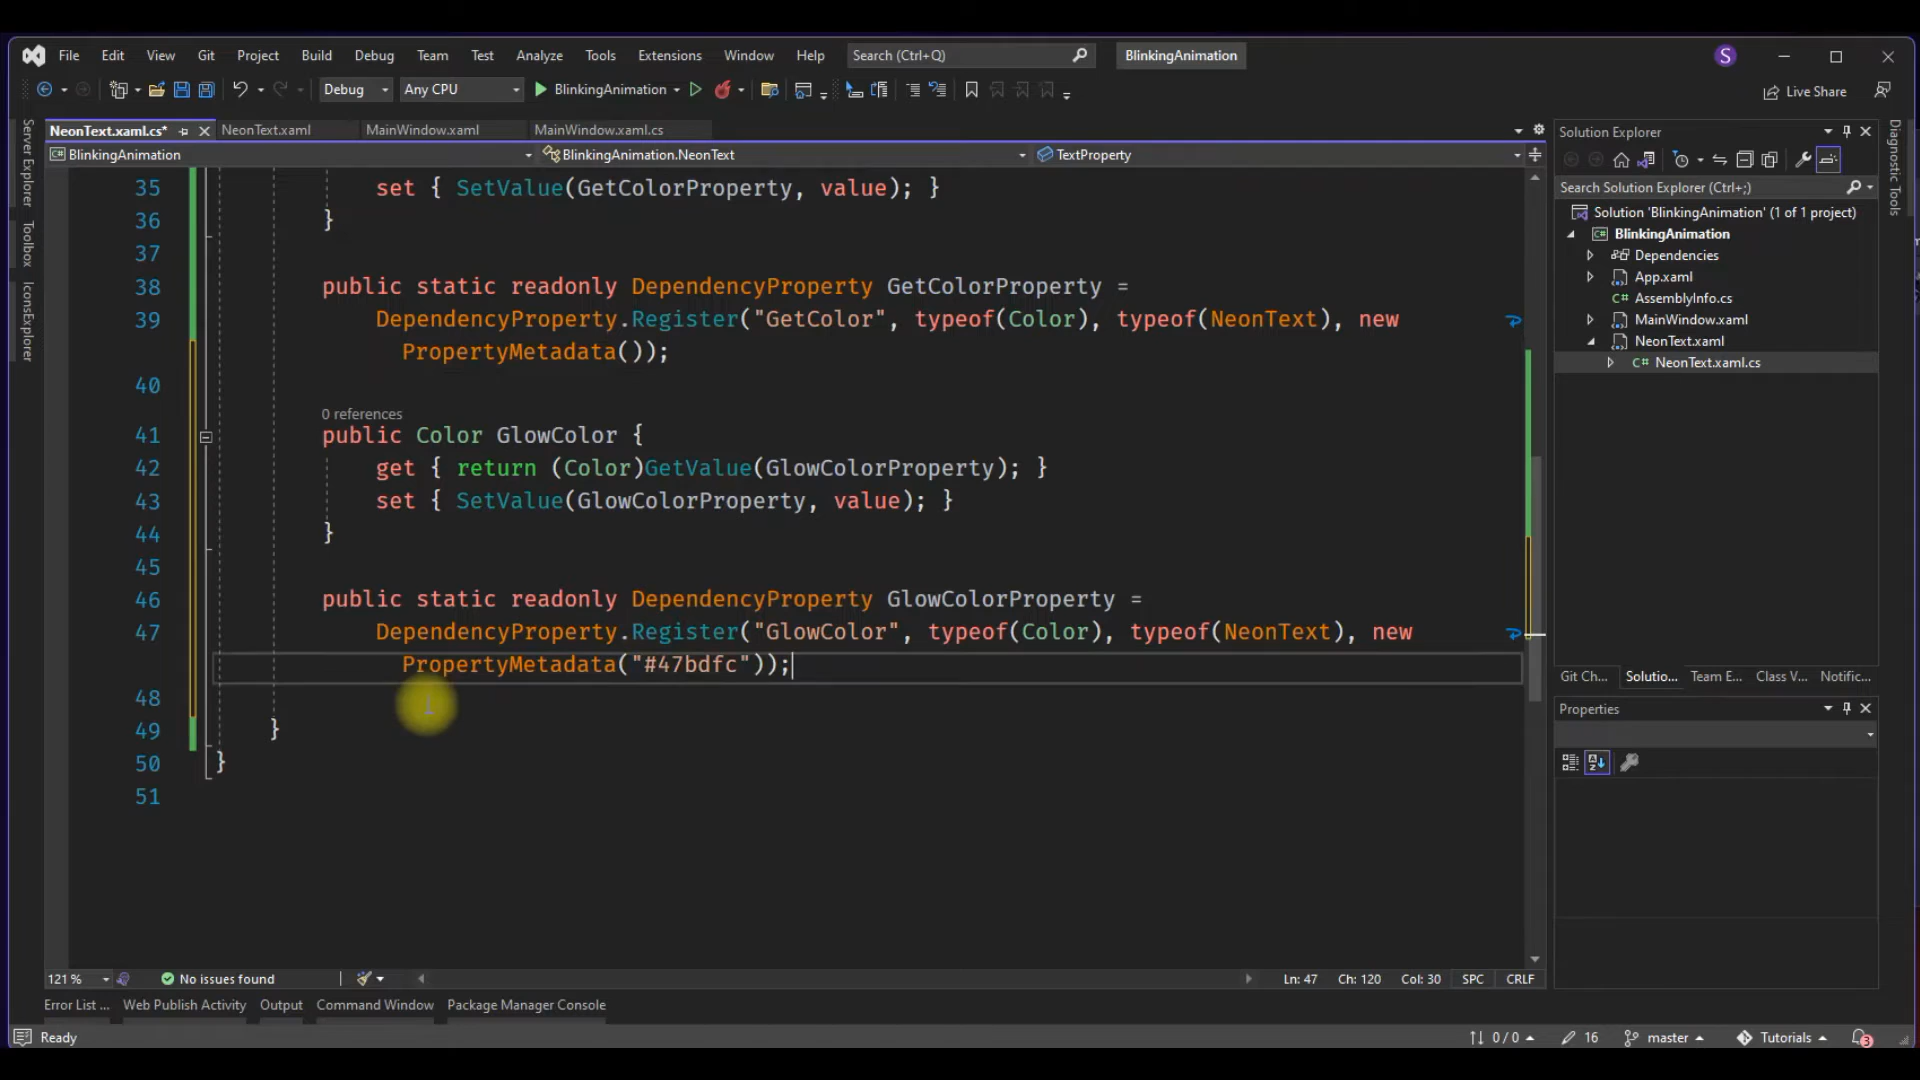 File Edit View Git Project Build Debug Team Test Analyze Tools Extensions Window Help Search (Ctrl+Q) BlinkingAnimation S
Debug Any CPU BlinkingAnimation Live Share
NeonText.xaml.cs* NeonText.xaml MainWindow.xaml MainWindow.xaml.cs
BlinkingAnimation BlinkingAnimation.NeonText TextProperty
Server Explorer
Toolbox
IconsExplorer
35 set { SetValue(GetColorProperty, value); }
36 }
37
38 public static readonly DependencyProperty GetColorProperty =
39 DependencyProperty.Register("GetColor", typeof(Color), typeof(NeonText), new
PropertyMetadata());
40
0 references
41 public Color GlowColor {
42 get { return (Color)GetValue(GlowColorProperty); }
43 set { SetValue(GlowColorProperty, value); }
44 }
45
46 public static readonly DependencyProperty GlowColorProperty =
47 DependencyProperty.Register("GlowColor", typeof(Color), typeof(NeonText), new
PropertyMetadata("#47bdfc"));
48
49 }
50 }
51
121 % No issues found Ln: 47 Ch: 120 Col: 30 SPC CRLF
Error List ... Web Publish Activity Output Command Window Package Manager Console
Solution Explorer
Search Solution Explorer (Ctrl+;)
Solution 'BlinkingAnimation' (1 of 1 project)
C# BlinkingAnimation
Dependencies
App.xaml
C# AssemblyInfo.cs
MainWindow.xaml
NeonText.xaml
C# NeonText.xaml.cs
Git Ch... Solutio... Team E... Class V... Notific...
Properties
Diagnostic Tools
Ready 0 / 0 16 master Tutorials 3